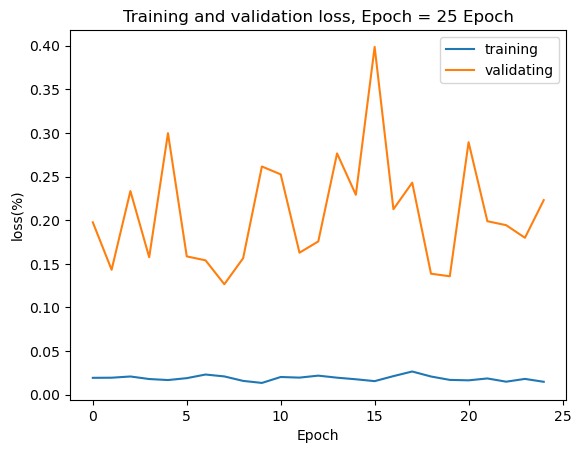 Training and validation loss, Epoch = 25 Epoch
training
validating
0.40
0.35
0.30
0.25
0.20
0.15
0.10
0.05
0.00
loss(%)
0 5 10 15 20 25
Epoch